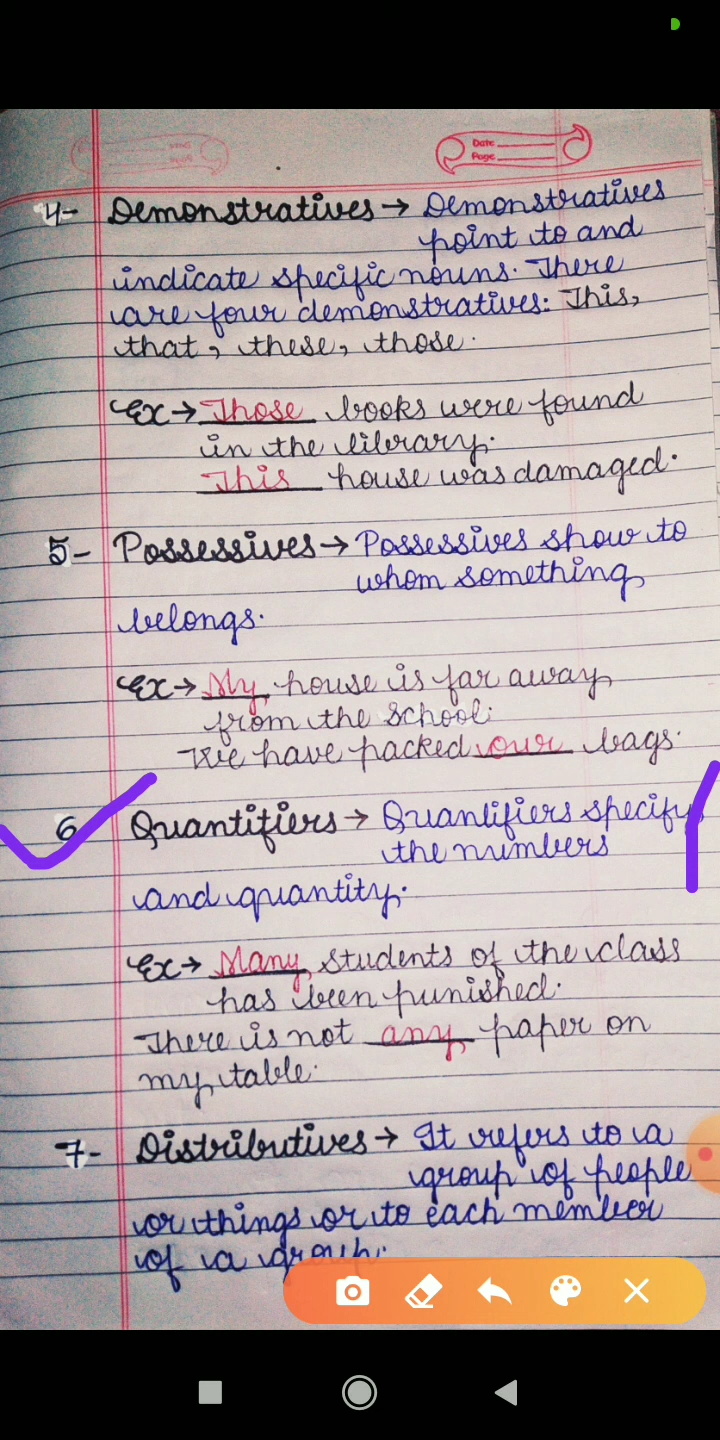 Date
Page
4- Demonstratives → Demonstratives
point to and
indicate specific nouns. There
are four demonstratives: This,
that, these, those.
Ex → Those books were found
in the library.
This house was damaged.
5- Possessives → Possessives show to
whom something
belongs.
Ex → My house is far away
from the school.
We have packed our bags.
6 Quantifiers → Quantifiers specify
the numbers
and quantity.
Ex → Many students of the class
has been punished.
There is not any paper on
my table.
7- Distributives → It refers to a
group of people
or things or to each member
of a group.